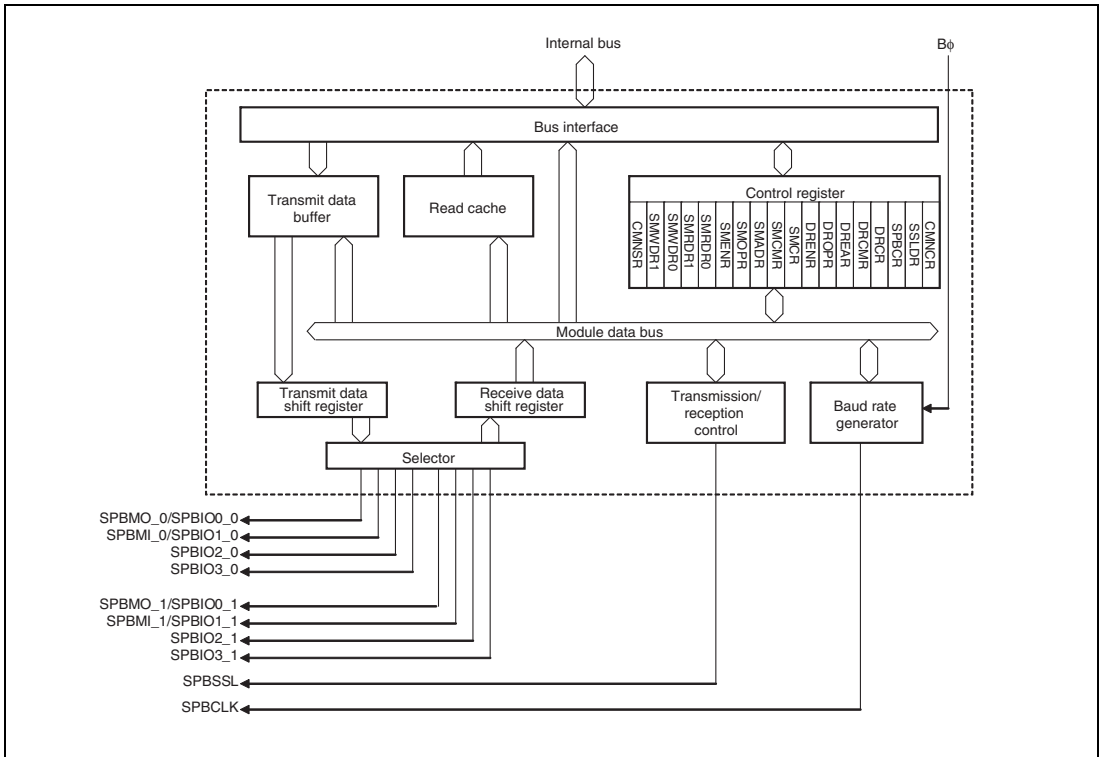 Internal bus
Bϕ
Bus interface
Transmit data
buffer
Read cache
Control register
CMNSR
SMWDR1
SMWDR0
SMRDR1
SMRDR0
SMENR
SMOPR
SMADR
SMCMR
SMCR
DRENR
DROPR
DREAR
DRCMR
DRCR
SPBCR
SSLDR
CMNCR
Module data bus
Transmit data
shift register
Receive data
shift register
Transmission/
reception
control
Baud rate
generator
Selector
SPBMO_0/SPBIO0_0
SPBMI_0/SPBIO1_0
SPBIO2_0
SPBIO3_0
SPBMO_1/SPBIO0_1
SPBMI_1/SPBIO1_1
SPBIO2_1
SPBIO3_1
SPBSSL
SPBCLK